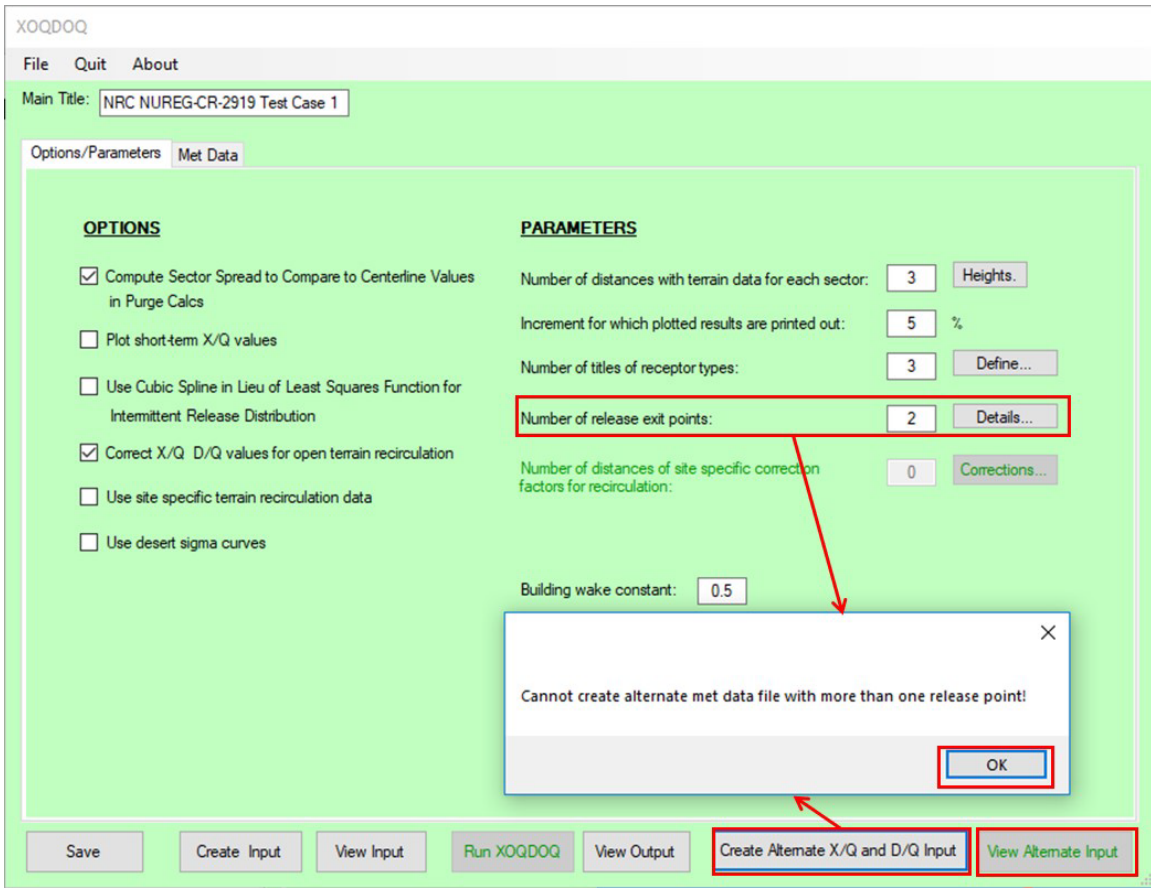 XOQDOQ
File Quit About
Main Title: NRC NUREG-CR-2919 Test Case 1
Options/Parameters Met Data
OPTIONS
Compute Sector Spread to Compare to Centerline Values
in Purge Calcs
Plot short-term X/Q values
Use Cubic Spline in Lieu of Least Squares Function for
Intermittent Release Distribution
Correct X/Q D/Q values for open terrain recirculation
Use site specific terrain recirculation data
Use desert sigma curves
PARAMETERS
Number of distances with terrain data for each sector: 3 Heights.
Increment for which plotted results are printed out: 5 %
Number of titles of receptor types: 3 Define...
Number of release exit points: 2 Details...
Number of distances of site specific correction
factors for recirculation: 0 Corrections...
Building wake constant: 0.5
Cannot create alternate met data file with more than one release point!
OK
Save Create Input View Input Run XOQDOQ View Output Create Alternate X/Q and D/Q Input View Alternate Input